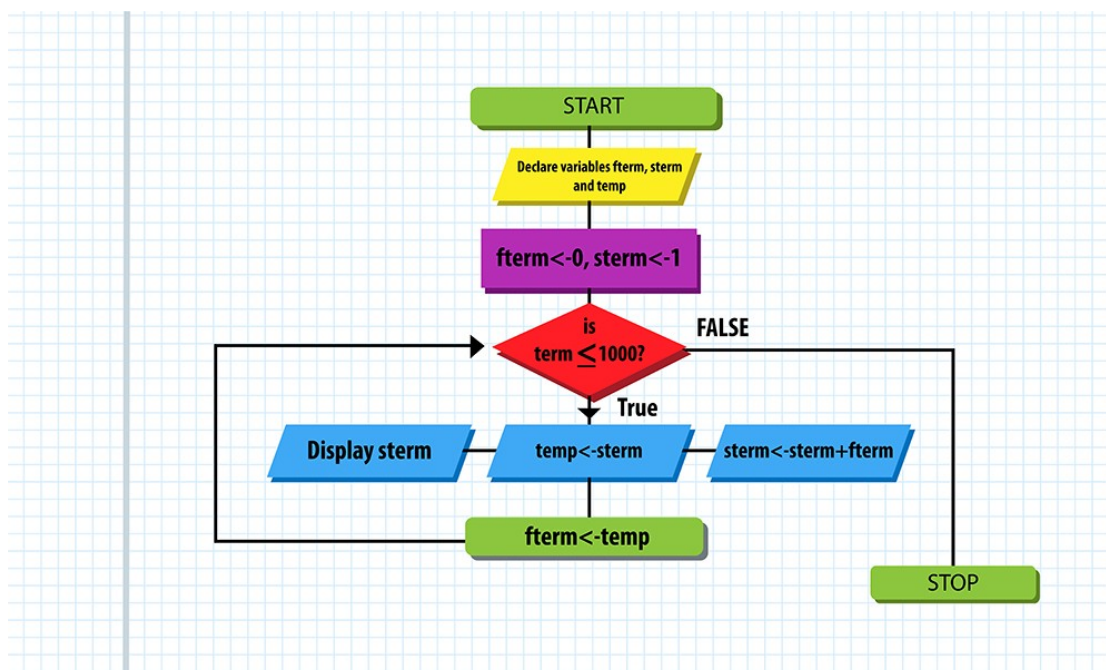 START
Declare variables fterm, sterm
and temp
fterm<-0, sterm<-1
is
term ≤ 1000?
FALSE
True
Display sterm
temp<-sterm
sterm<-sterm+fterm
fterm<-temp
STOP